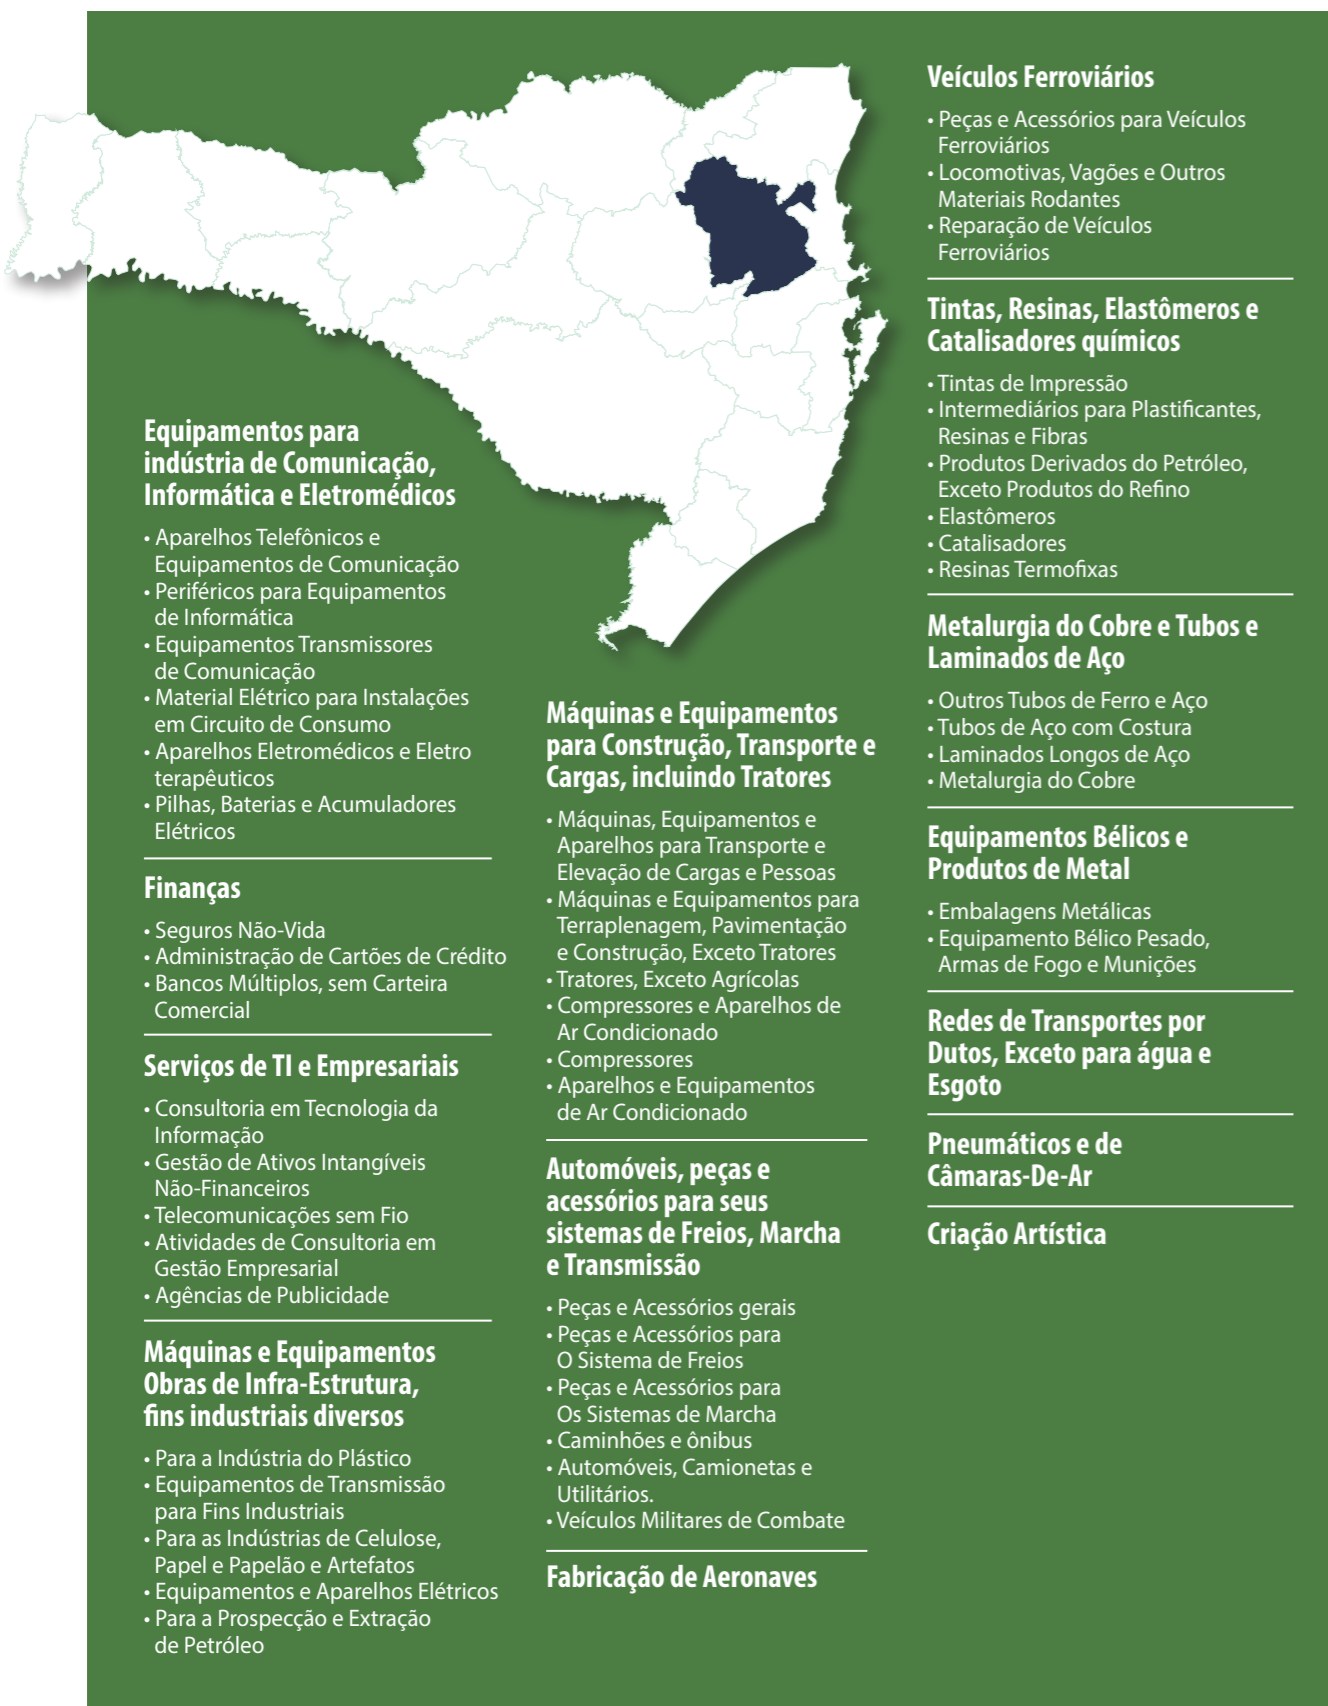 Equipamentos para
indústria de Comunicação,
Informática e Eletromédicos
• Aparelhos Telefônicos e
Equipamentos de Comunicação
• Periféricos para Equipamentos
de Informática
• Equipamentos Transmissores
de Comunicação
• Material Elétrico para Instalações
em Circuito de Consumo
• Aparelhos Eletromédicos e Eletro
terapêuticos
• Pilhas, Baterias e Acumuladores
Elétricos
Finanças
• Seguros Não-Vida
• Administração de Cartões de Crédito
• Bancos Múltiplos, sem Carteira
Comercial
Serviços de TI e Empresariais
• Consultoria em Tecnologia da
Informação
• Gestão de Ativos Intangíveis
Não-Financeiros
• Telecomunicações sem Fio
• Atividades de Consultoria em
Gestão Empresarial
• Agências de Publicidade
Máquinas e Equipamentos
Obras de Infra-Estrutura,
fins industriais diversos
• Para a Indústria do Plástico
• Equipamentos de Transmissão
para Fins Industriais
• Para as Indústrias de Celulose,
Papel e Papelão e Artefatos
• Equipamentos e Aparelhos Elétricos
• Para a Prospecção e Extração
de Petróleo
Máquinas e Equipamentos
para Construção, Transporte e
Cargas, incluindo Tratores
• Máquinas, Equipamentos e
Aparelhos para Transporte e
Elevação de Cargas e Pessoas
• Máquinas e Equipamentos para
Terraplenagem, Pavimentação
e Construção, Exceto Tratores
• Tratores, Exceto Agrícolas
• Compressores e Aparelhos de
Ar Condicionado
• Compressores
• Aparelhos e Equipamentos
de Ar Condicionado
Automóveis, peças e
acessórios para seus
sistemas de Freios, Marcha
e Transmissão
• Peças e Acessórios gerais
• Peças e Acessórios para
O Sistema de Freios
• Peças e Acessórios para
Os Sistemas de Marcha
• Caminhões e ônibus
• Automóveis, Camionetas e
Utilitários.
• Veículos Militares de Combate
Fabricação de Aeronaves
Veículos Ferroviários
• Peças e Acessórios para Veículos
Ferroviários
• Locomotivas, Vagões e Outros
Materiais Rodantes
• Reparação de Veículos
Ferroviários
Tintas, Resinas, Elastômeros e
Catalisadores químicos
• Tintas de Impressão
• Intermediários para Plastificantes,
Resinas e Fibras
• Produtos Derivados do Petróleo,
Exceto Produtos do Refino
• Elastômeros
• Catalisadores
• Resinas Termofixas
Metalurgia do Cobre e Tubos e
Laminados de Aço
• Outros Tubos de Ferro e Aço
• Tubos de Aço com Costura
• Laminados Longos de Aço
• Metalurgia do Cobre
Equipamentos Bélicos e
Produtos de Metal
• Embalagens Metálicas
• Equipamento Bélico Pesado,
Armas de Fogo e Munições
Redes de Transportes por
Dutos, Exceto para água e
Esgoto
Pneumáticos e de
Câmaras-De-Ar
Criação Artística